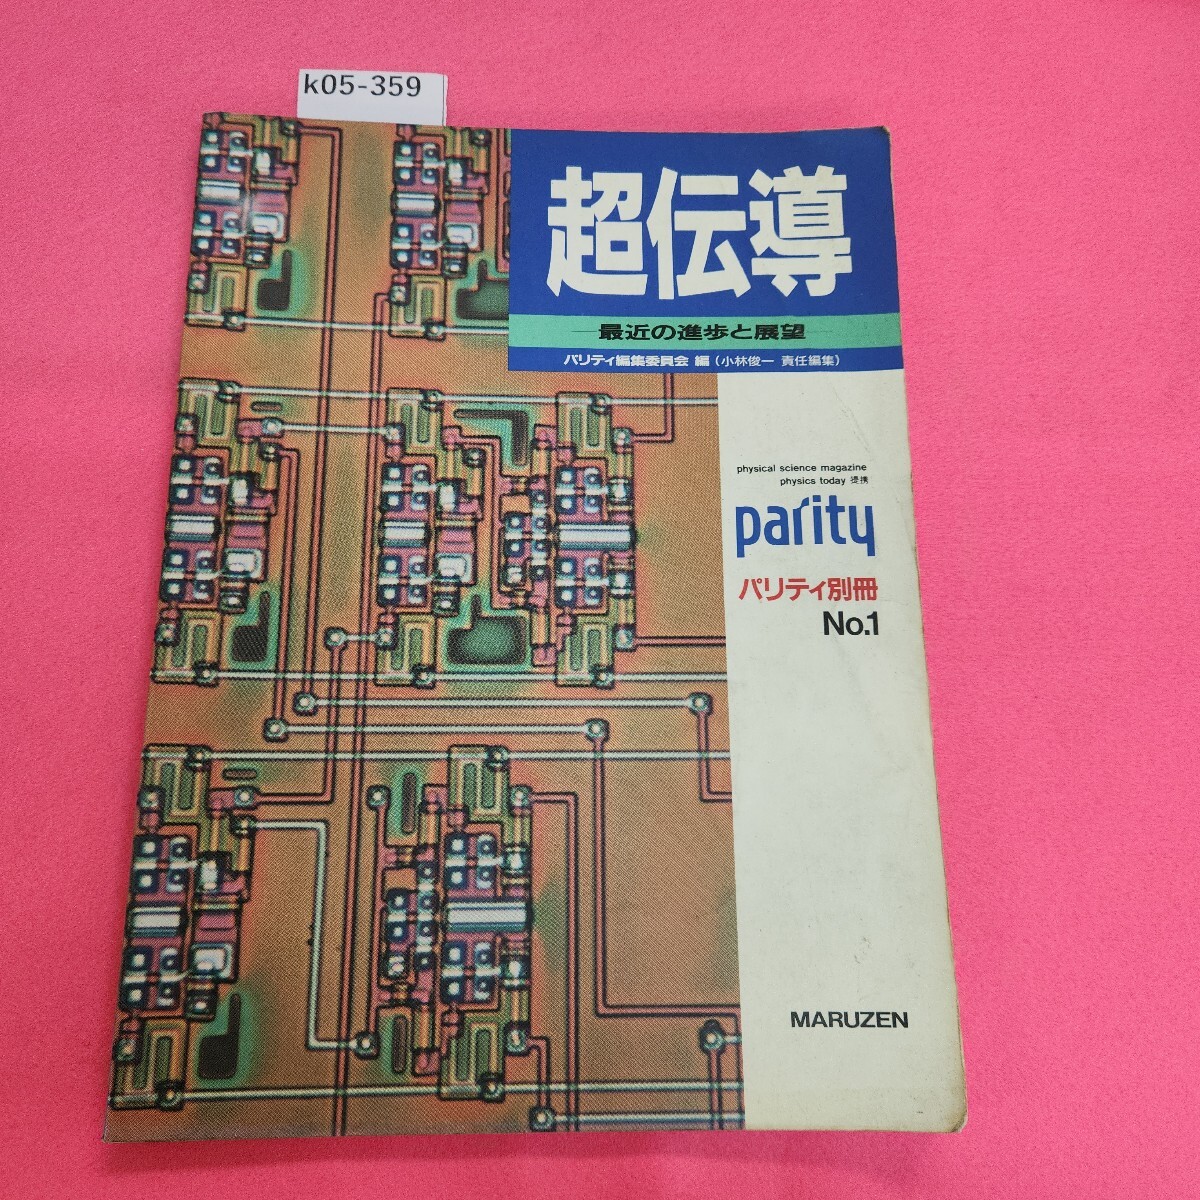 k05-359
超伝導
最近の進歩と展望
パリティ編集委員会 編(小林俊一 責任編集)
physical science magazine
physics today 提携
parity
パリティ別冊
No.1
MARUZEN